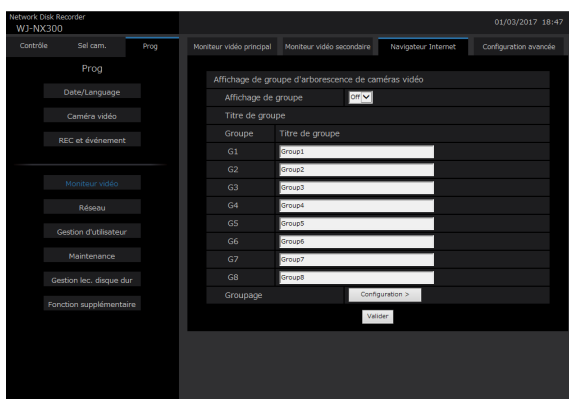 Network Disk Recorder
WJ-NX300
01/03/2017 18:47
Contrôle Sel cam. Prog
Moniteur vidéo principal Moniteur vidéo secondaire Navigateur Internet Configuration avancée
Prog
Date/Language
Caméra vidéo
REC et événement
Moniteur vidéo
Réseau
Gestion d'utilisateur
Maintenance
Gestion lec. disque dur
Fonction supplémentaire
Affichage de groupe d'arborescence de caméras vidéo
Affichage de groupe Off
Titre de groupe
Groupe Titre de groupe
G1 Group1
G2 Group2
G3 Group3
G4 Group4
G5 Group5
G6 Group6
G7 Group7
G8 Group8
Groupage Configuration >
Valider